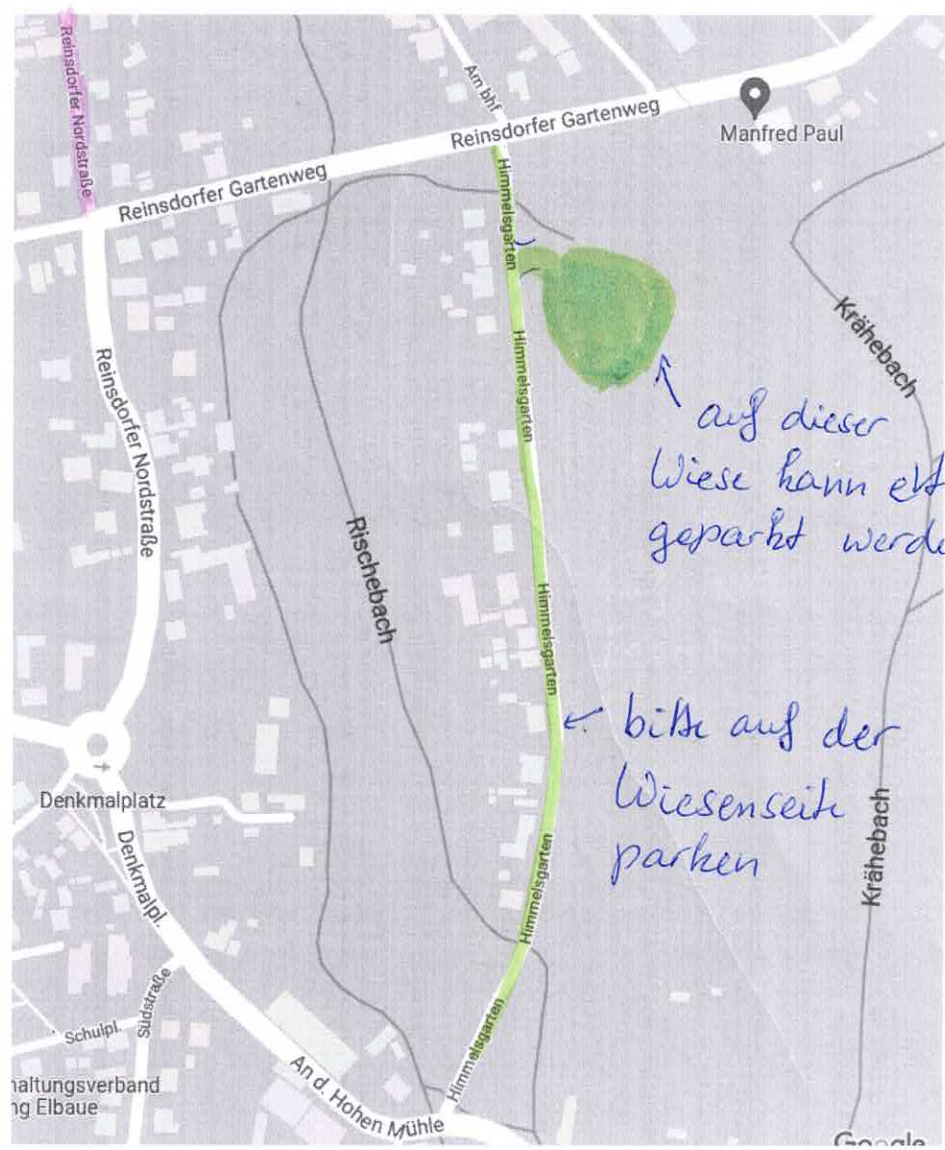 Reinsdorfer Nordstraße
Am bhf
Reinsdorfer Gartenweg
Manfred Paul
Reinsdorfer Gartenweg
Himmelsgarten
Himmelsgarten
Krähebach
Reinsdorfer Nordstraße
auf dieser
Wiese kann
geparkt werde
Rischebach
Himmelsgarten
← bitte auf der
Wiesenseite
parken
Denkmalplatz
Denkmalpl.
Himmelsgarten
Krähebach
Südstraße
Schulpl.
Himmelsgarten
An d. Hohen Mühle
haltungsverband
ng Elbaue
Google